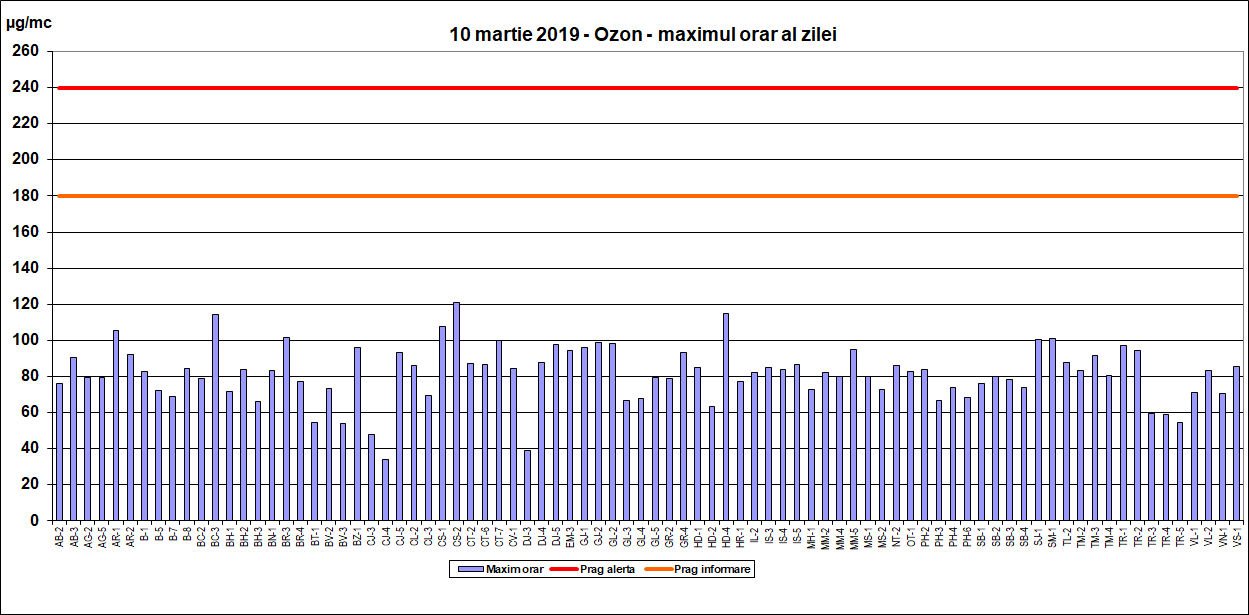 µg/mc
10 martie 2019 - Ozon - maximul orar al zilei
260
240
220
200
180
160
140
120
100
80
60
40
20
0
AB-2
AB-3
AG-2
AG-5
AR-1
AR-2
B-1
B-5
B-7
B-8
BC-2
BC-3
BH-1
BH-2
BH-3
BN-1
BR-3
BR-4
BT-1
BV-2
BV-3
BZ-1
CJ-3
CJ-4
CJ-5
CL-2
CL-3
CS-1
CS-2
CT-2
CT-6
CT-7
CV-1
DJ-3
DJ-4
DJ-5
EM-3
GJ-1
GJ-2
GL-2
GL-3
GL-4
GL-5
GR-2
GR-4
HD-1
HD-2
HD-4
HR-1
IL-2
IS-3
IS-4
IS-5
MH-1
MM-2
MM-4
MM-5
MS-1
MS-2
NT-2
OT-1
PH-2
PH-3
PH-4
PH-6
SB-1
SB-2
SB-3
SB-4
SJ-1
SM-1
TL-2
TM-2
TM-3
TM-4
TR-1
TR-2
TR-3
TR-4
TR-5
VL-1
VL-2
VN-1
VS-1
Maxim orar Prag alerta Prag informare